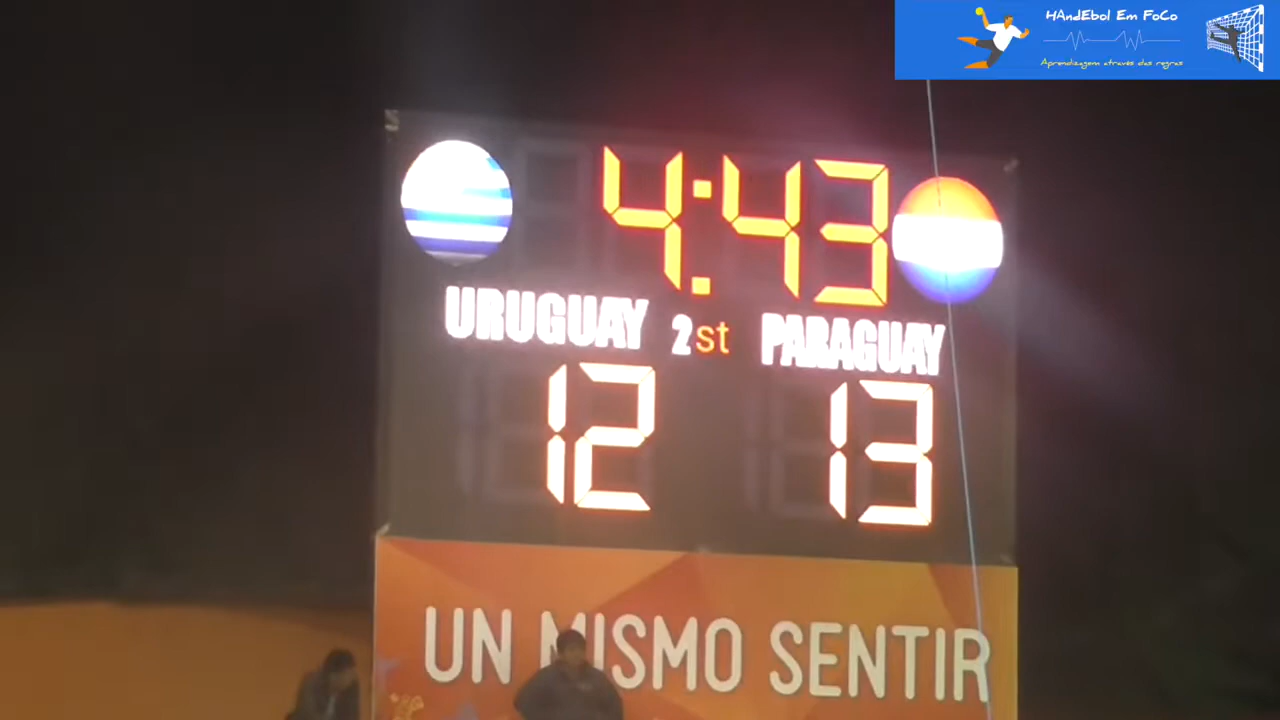 HAndEbol Em FoCo
Aprendizagem através das regras
4:43
URUGUAY 2st PARAGUAY
12 13
UN MISMO SENTIR